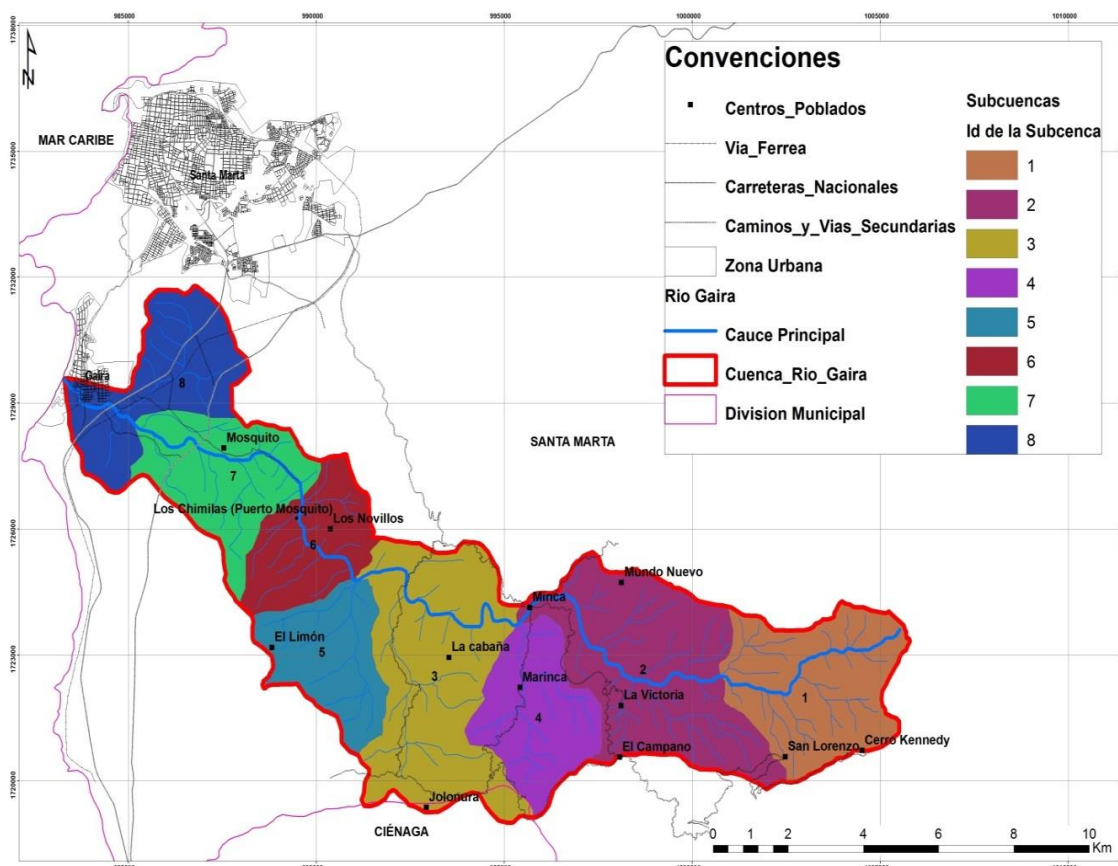 985000 990000 995000 1000000 1005000 1010000
1738000
1735000
1732000
1729000
1726000
1723000
1720000
N
MAR CARIBE
Santa Marta
Gaira
SANTA MARTA
CIÉNAGA
Convenciones
Centros_Poblados
Via_Ferrea
Carreteras_Nacionales
Caminos_y_Vias_Secundarias
Zona Urbana
Rio Gaira
Cauce Principal
Cuenca_Rio_Gaira
Division Municipal
Subcuencas
Id de la Subcenca
1
2
3
4
5
6
7
8
8
Mosquito
7
Los Chimilas (Puerto Mosquito)
Los Novillos
6
El Limón
5
La cabaña
3
Jolonura
Minca
Marinca
4
Mundo Nuevo
2
La Victoria
El Campano
1
San Lorenzo
Cerro Kennedy
0 1 2 4 6 8 10
Km